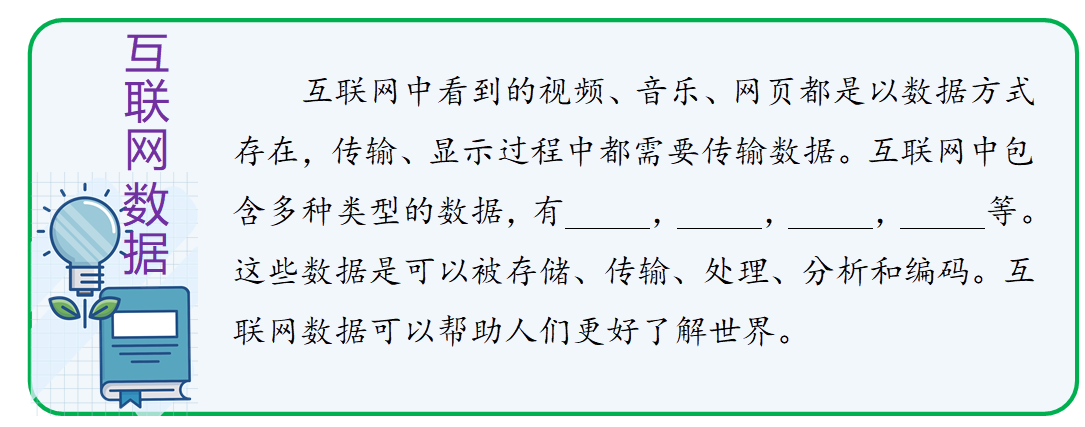 互联网数据
互联网中看到的视频、音乐、网页都是以数据方式
存在，传输、显示过程中都需要传输数据。互联网中包
含多种类型的数据，有_____，_____，_____，_____等。
这些数据是可以被存储、传输、处理、分析和编码。互
联网数据可以帮助人们更好了解世界。